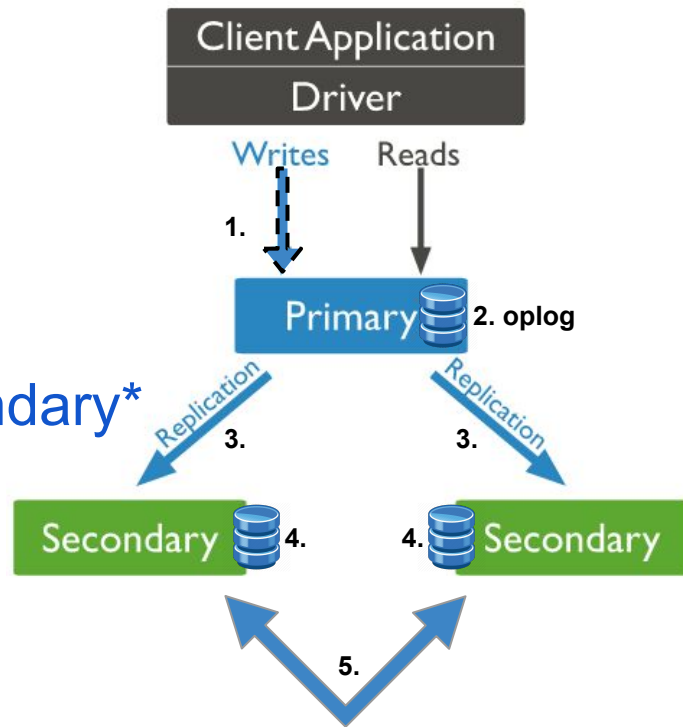 Client Application
Driver
Writes Reads
1.
Primary 2. oplog
ndary*
Replication Replication
3. 3.
Secondary 4. 4. Secondary
5.